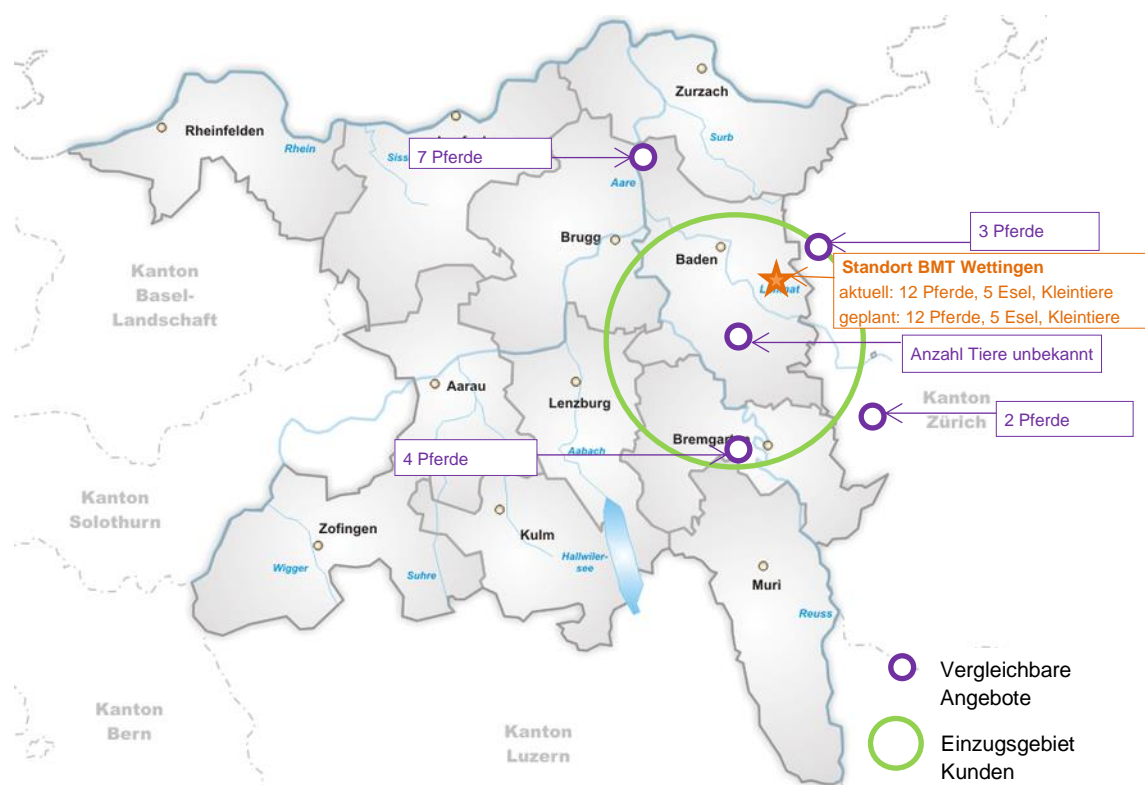 Zurzach
Rheinfelden
Rhein
Surb
7 Pferde
Aare
Brugg
Baden
3 Pferde
Standort BMT Wettingen
aktuell: 12 Pferde, 5 Esel, Kleintiere
geplant: 12 Pferde, 5 Esel, Kleintiere
Kanton
Basel-
Landschaft
Anzahl Tiere unbekannt
Aarau
Lenzburg
Kanton
Zürich
2 Pferde
Bremgarten
4 Pferde
Aabach
Kanton
Solothurn
Zofingen
Kulm
Wigger
Suhre
Hallwiler-
see
Muri
Reuss
Kanton
Bern
Kanton
Luzern
Vergleichbare
Angebote
Einzugsgebiet
Kunden